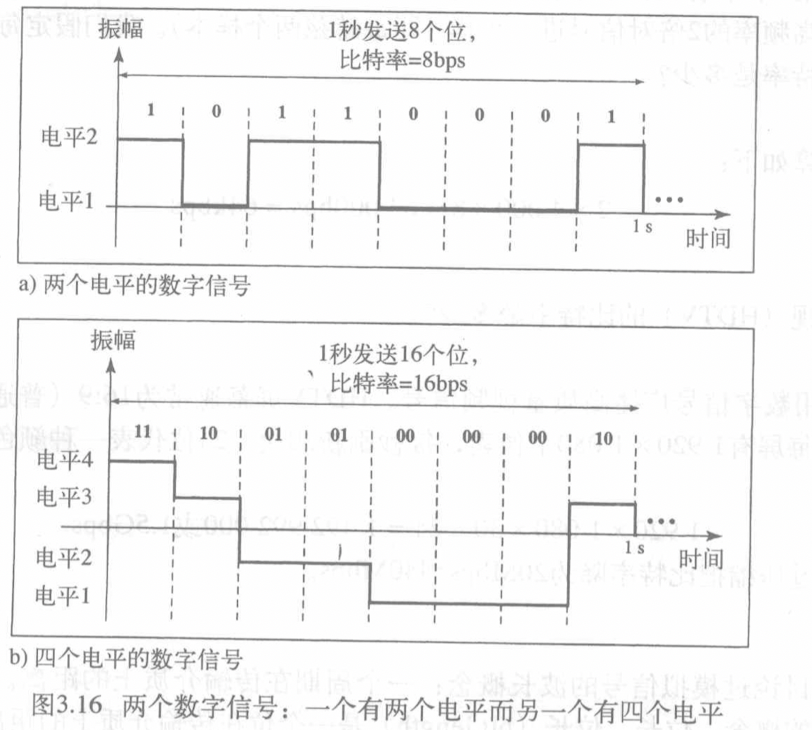 振幅
1秒发送8个位，
比特率=8bps
1 0 1 1 0 0 0 1
电平2
电平1
1 s
•••
时间
a) 两个电平的数字信号
振幅
1秒发送16个位，
比特率=16bps
11 10 01 01 00 00 00 10
电平4
电平3
•••
1 s
时间
电平2
电平1
b) 四个电平的数字信号
图3.16 两个数字信号：一个有两个电平而另一个有四个电平